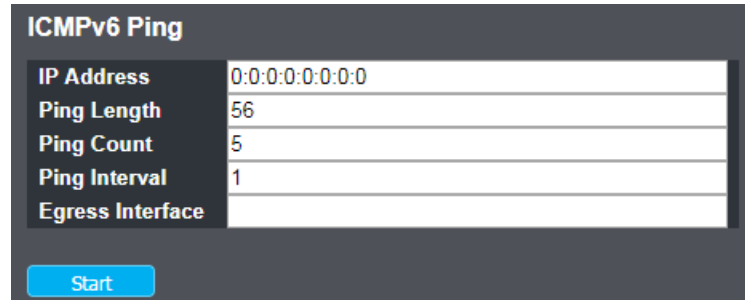 ICMPv6 Ping
IP Address 0:0:0:0:0:0:0:0
Ping Length 56
Ping Count 5
Ping Interval 1
Egress Interface
Start